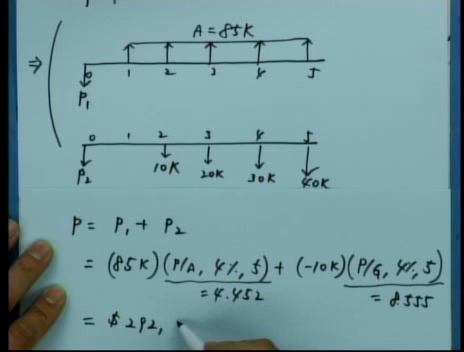 A = 85K
⇒
0 1 2 3 4 5
P1
0 1 2 3 4 5
P2 10K 20K 30K 40K
P = P1 + P2
= (85K) (P/A, 4%, 5) + (-10K) (P/G, 4%, 5)
= 4.452 = 8.555
= $292,